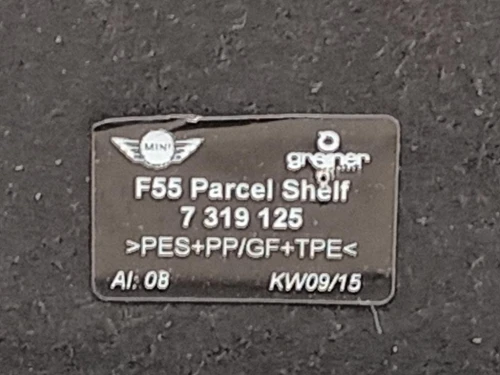 MINI greiner
F55 Parcel Shelf
7 319 125
>PES+PP/GF+TPE<
AI: 08 KW09/15